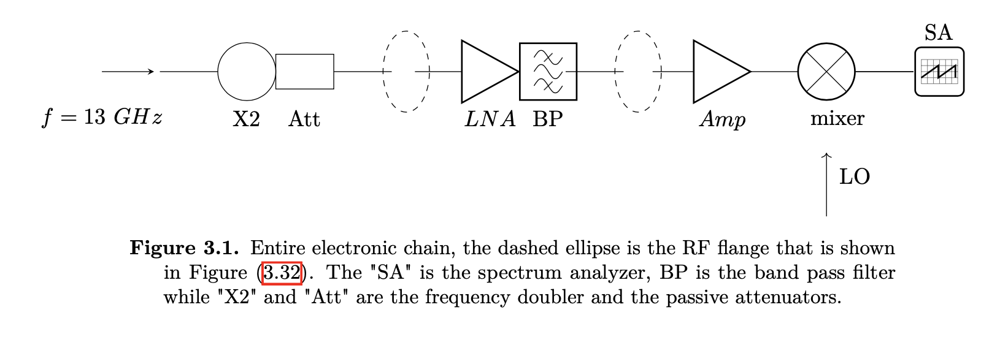 SA
f = 13 GHz
X2
Att
LNA
BP
Amp
mixer
LO
Figure 3.1. Entire electronic chain, the dashed ellipse is the RF flange that is shown
in Figure (3.32). The "SA" is the spectrum analyzer, BP is the band pass filter
while "X2" and "Att" are the frequency doubler and the passive attenuators.